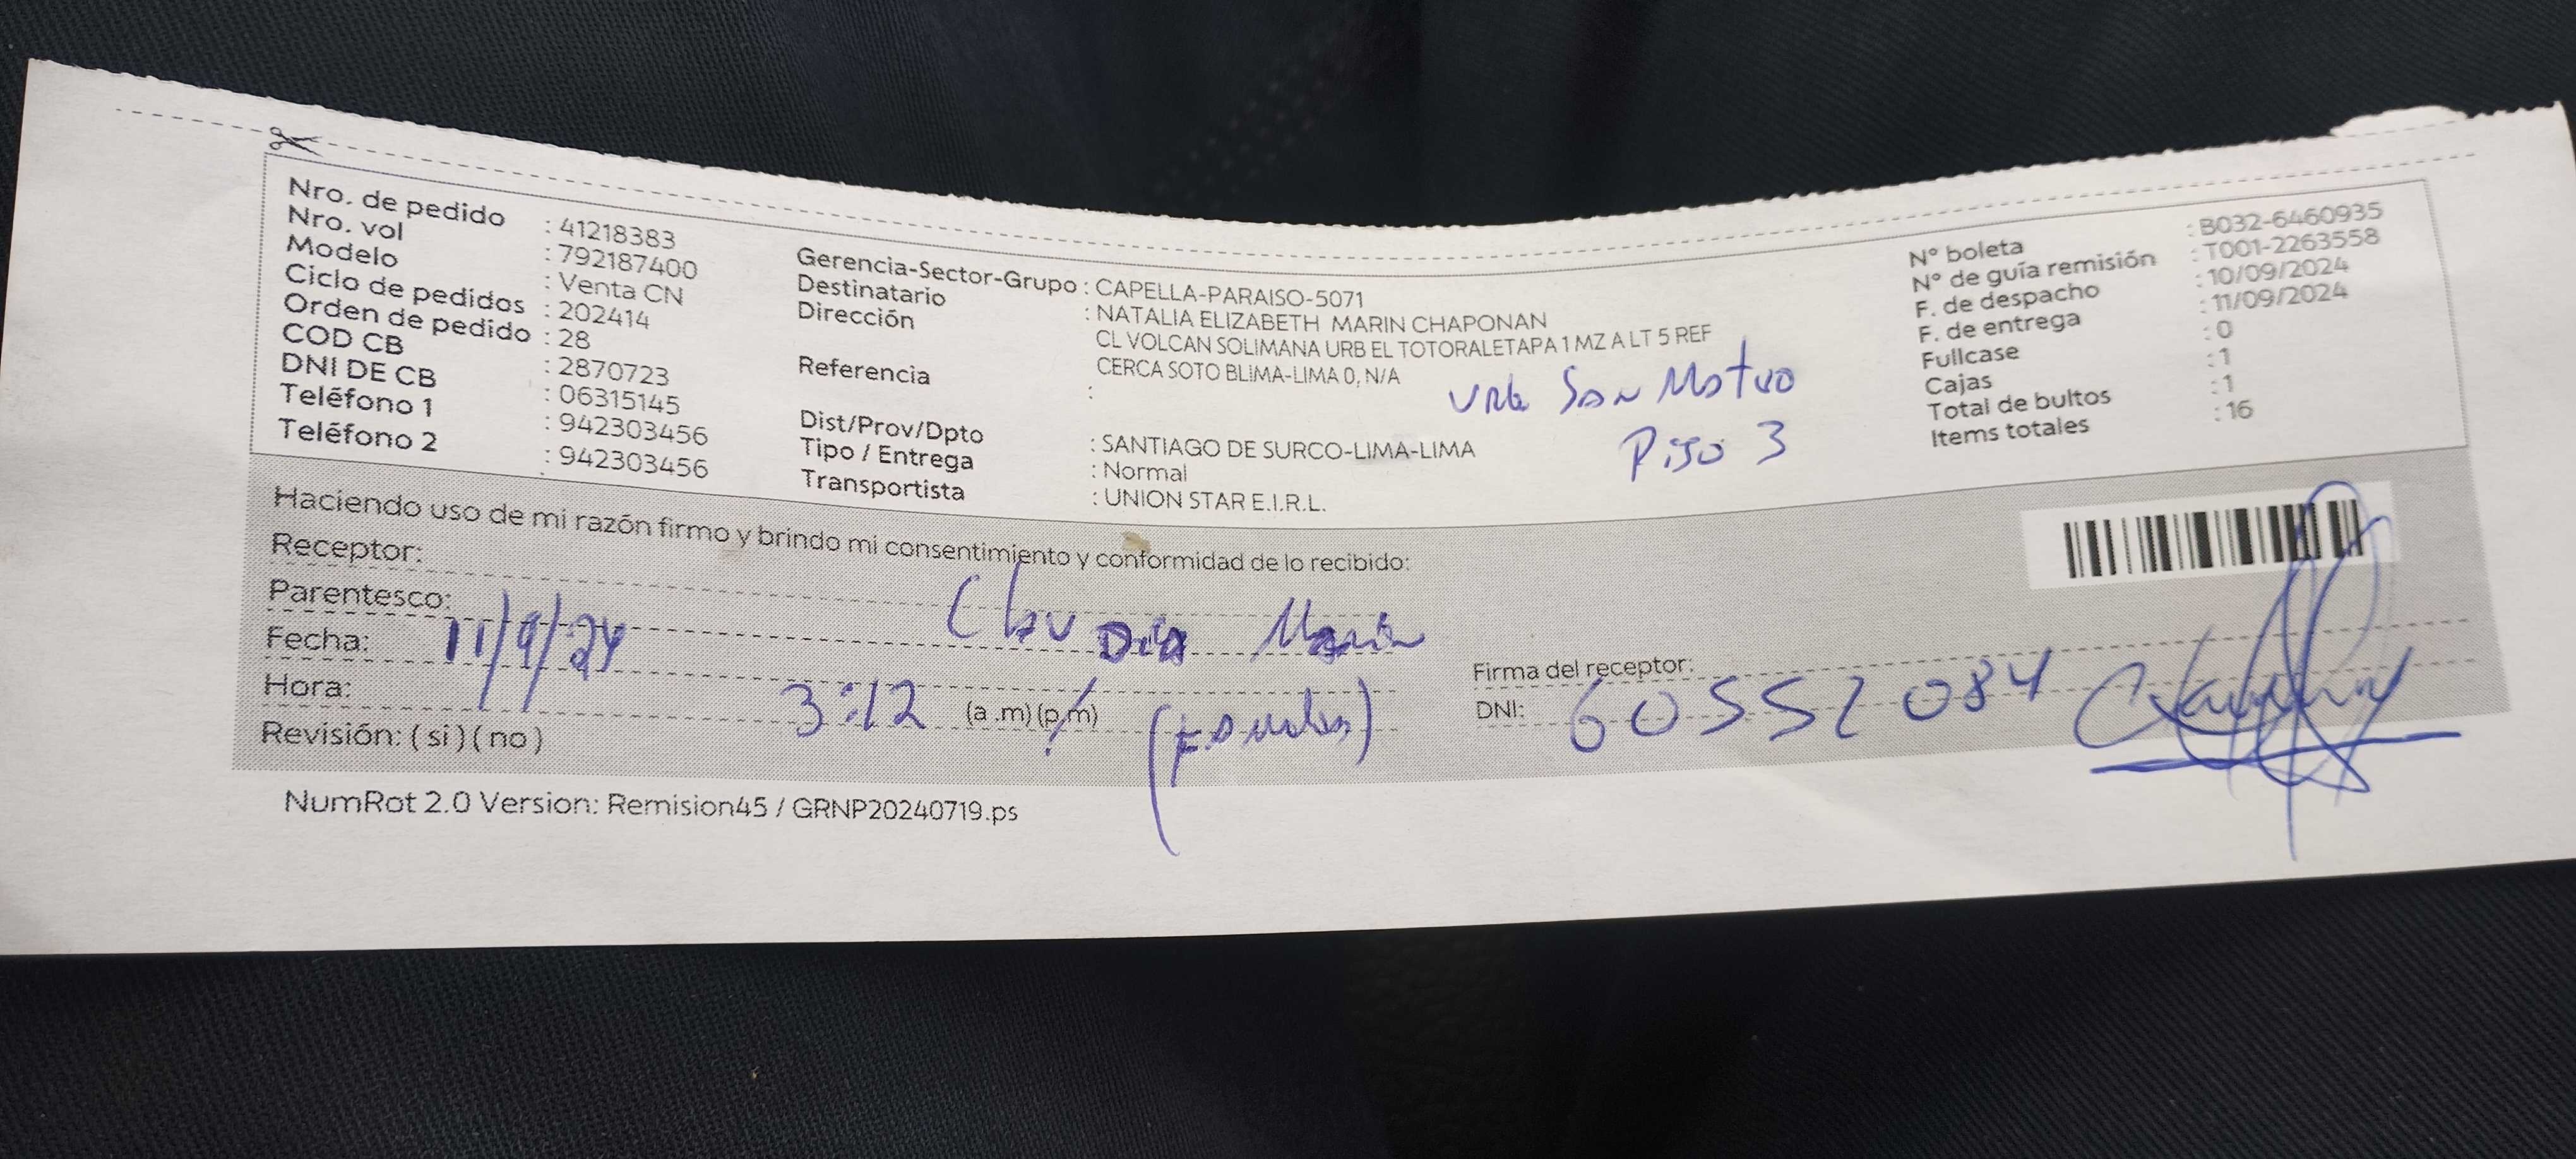 Nro. de pedido : 41218383
Nro. vol : 792187400
Modelo : Venta CN
Ciclo de pedidos : 202414
Orden de pedido : 28
COD CB : 2870723
DNI DE CB : 06315145
Teléfono 1 : 942303456
Teléfono 2 : 942303456
Gerencia-Sector-Grupo : CAPELLA-PARAISO-5071
Destinatario : NATALIA ELIZABETH MARIN CHAPONAN
Dirección CL VOLCAN SOLIMANA URB EL TOTORALETAPA 1 MZ A LT 5 REF
CERCA SOTO BLIMA-LIMA 0, N/A
Referencia :
Urb San Mateo
Piso 3
Dist/Prov/Dpto : SANTIAGO DE SURCO-LIMA-LIMA
Tipo / Entrega : Normal
Transportista : UNION STAR E.I.R.L.
N° boleta : B032-6460935
N° de guía remisión : T001-2263558
F. de despacho : 10/09/2024
F. de entrega : 11/09/2024
Fullcase : 0
Cajas : 1
Total de bultos : 1
Items totales : 16
Haciendo uso de mi razón firmo y brindo mi consentimiento y conformidad de lo recibido:
Receptor:
Parentesco: Claudia Marin
Fecha: 11/9/24
Hora: 3:12 (a .m) (p.m)
Revisión: ( si ) ( no )
Firma del receptor:
DNI: 60552084
NumRot 2.0 Version: Remision45 / GRNP20240719.ps